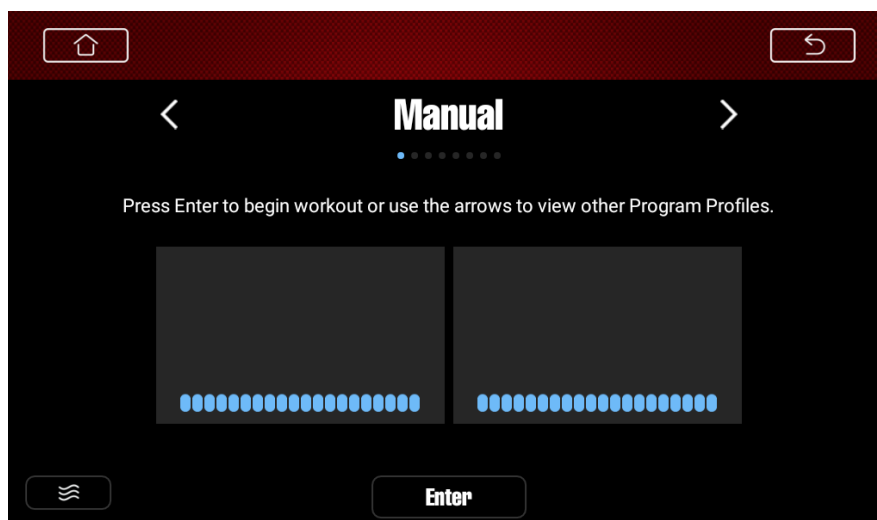 Manual
Press Enter to begin workout or use the arrows to view other Program Profiles.
Enter